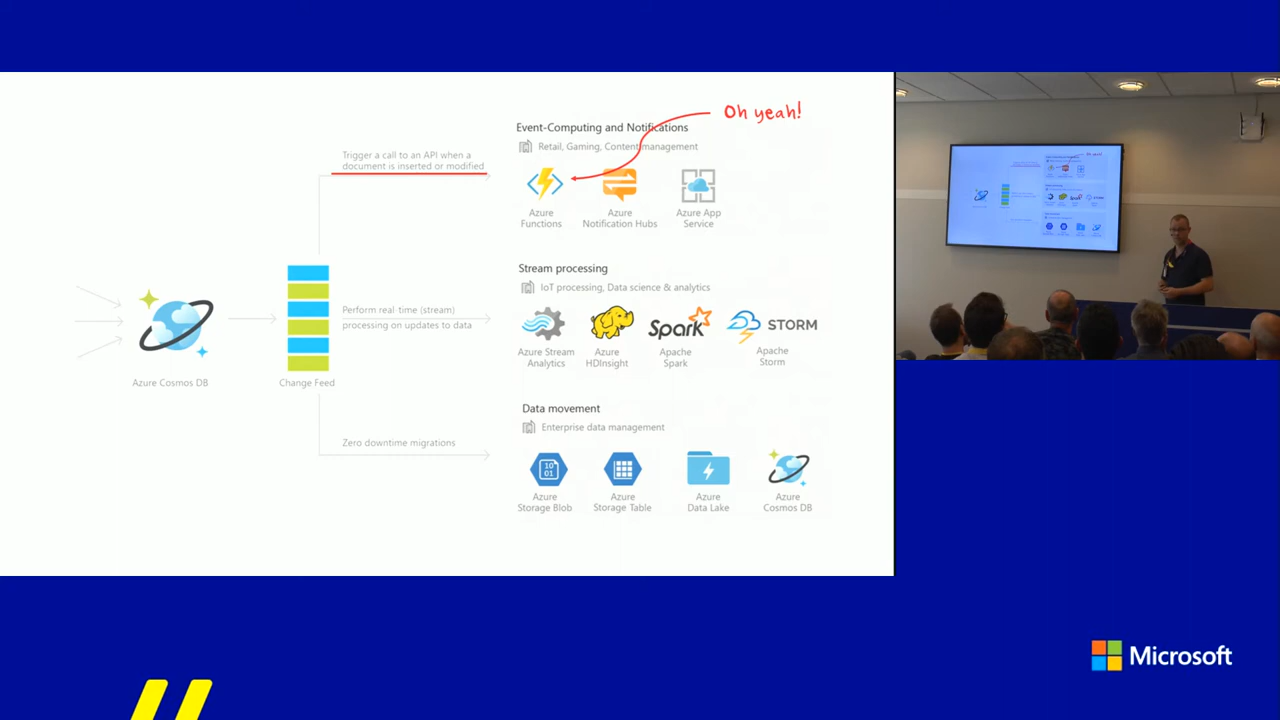 Oh yeah!
Event-Computing and Notifications
Retail, Gaming, Content management
Trigger a call to an API when a
document is inserted or modified
Azure
Functions
Azure
Notification Hubs
Azure App
Service
Stream processing
IoT processing, Data science & analytics
Perform real-time (stream)
processing on updates to data
Azure Stream
Analytics
Azure
HDInsight
Spark
Apache
Spark
STORM
Apache
Storm
Azure Cosmos DB
Change Feed
Data movement
Enterprise data management
Zero downtime migrations
10
01
Azure
Storage Blob
Azure
Storage Table
Azure
Data Lake
Azure
Cosmos DB
Microsoft